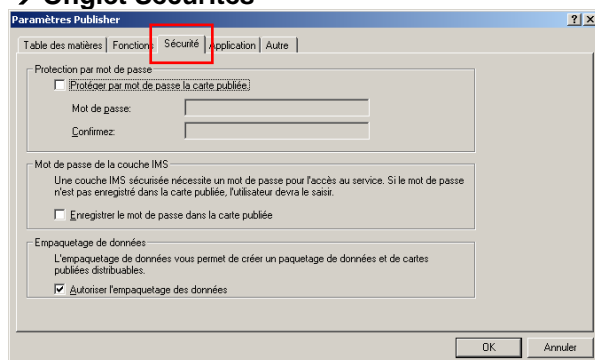 → Onglet Sécurités
Paramètres Publisher
Table des matières Fonctions Sécurité Application Autre
Protection par mot de passe
Protéger par mot de passe la carte publiée.
Mot de passe:
Confirmez:
Mot de passe de la couche IMS
Une couche IMS sécurisée nécessite un mot de passe pour l'accès au service. Si le mot de passe
n'est pas enregistré dans la carte publiée, l'utilisateur devra le saisir.
Enregistrer le mot de passe dans la carte publiée
Empaquetage de données
L'empaquetage de données vous permet de créer un paquetage de données et de cartes
publiées distribuables.
Autoriser l'empaquetage des données
OK Annuler